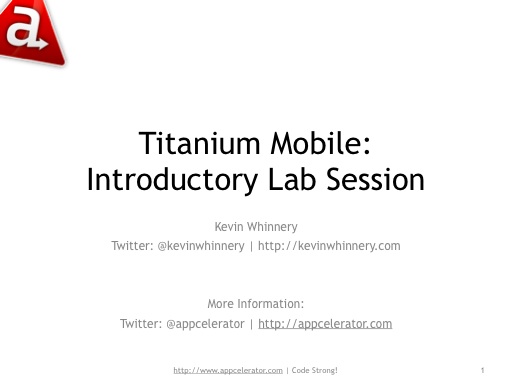 a
Titanium Mobile:
Introductory Lab Session
Kevin Whinnery
Twitter: @kevinwhinnery | http://kevinwhinnery.com
More Information:
Twitter: @appcelerator | http://appcelerator.com
http://www.appcelerator.com | Code Strong!
1